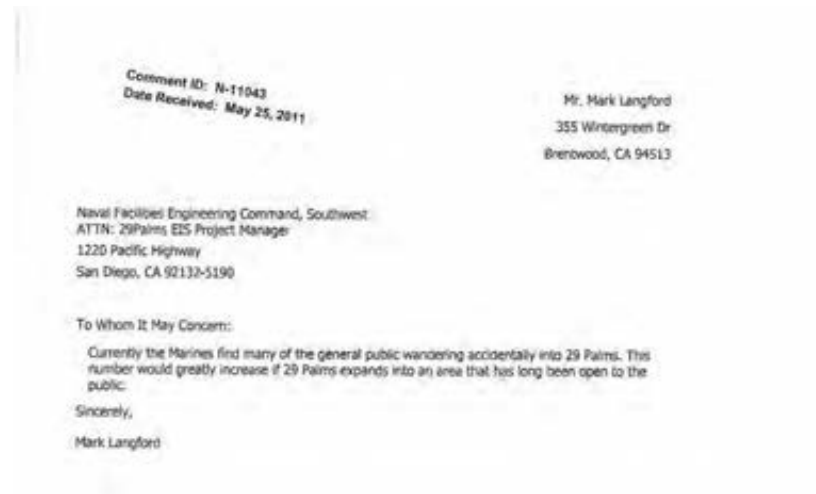 Comment ID: N-11043
Date Received: May 25, 2011
Mr. Mark Langford
355 Wintergreen Dr
Brentwood, CA 94513
Naval Facilities Engineering Command, Southwest
ATTN: 29Palms EIS Project Manager
1220 Pacific Highway
San Diego, CA 92132-5190
To Whom It May Concern:
Currently the Marines find many of the general public wandering accidentally into 29 Palms. This
number would greatly increase if 29 Palms expands into an area that has long been open to the
public.
Sincerely,
Mark Langford